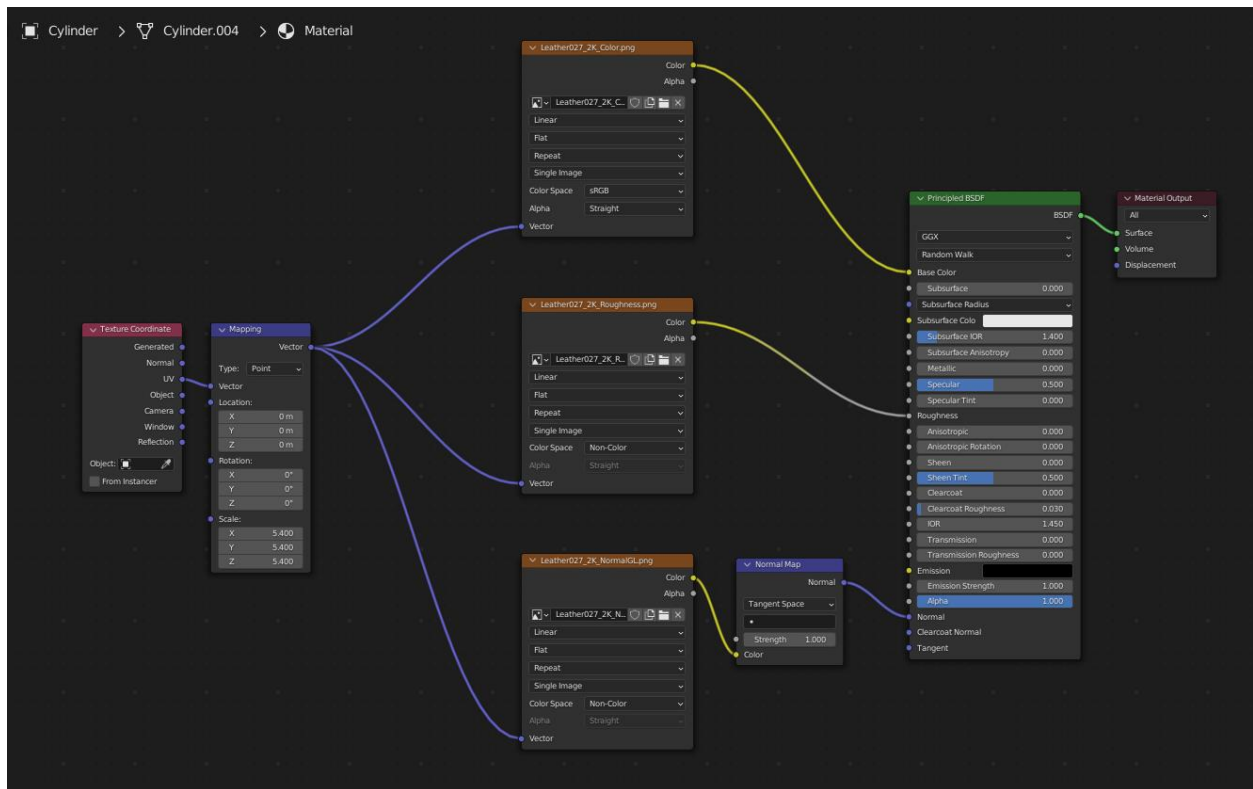 Cylinder > Cylinder.004 > Material
Texture Coordinate
Generated
Normal
UV
Object
Camera
Window
Reflection
Object:
From Instancer
Mapping
Vector
Type: Point
Vector
Location:
X 0 m
Y 0 m
Z 0 m
Rotation:
X 0°
Y 0°
Z 0°
Scale:
X 5.400
Y 5.400
Z 5.400
Leather027_2K_Color.png
Color
Alpha
Leather027_2K_C...
Linear
Flat
Repeat
Single Image
Color Space sRGB
Alpha Straight
Vector
Leather027_2K_Roughness.png
Color
Alpha
Leather027_2K_R...
Linear
Flat
Repeat
Single Image
Color Space Non-Color
Alpha Straight
Vector
Leather027_2K_NormalGL.png
Color
Alpha
Leather027_2K_N...
Linear
Flat
Repeat
Single Image
Color Space Non-Color
Alpha Straight
Vector
Normal Map
Normal
Tangent Space
Strength 1.000
Color
Principled BSDF
BSDF
GGX
Random Walk
Base Color
Subsurface 0.000
Subsurface Radius
Subsurface Colo
Subsurface IOR 1.400
Subsurface Anisotropy 0.000
Metallic 0.000
Specular 0.500
Specular Tint 0.000
Roughness
Anisotropic 0.000
Anisotropic Rotation 0.000
Sheen 0.000
Sheen Tint 0.500
Clearcoat 0.000
Clearcoat Roughness 0.030
IOR 1.450
Transmission 0.000
Transmission Roughness 0.000
Emission
Emission Strength 1.000
Alpha 1.000
Normal
Clearcoat Normal
Tangent
Material Output
All
Surface
Volume
Displacement